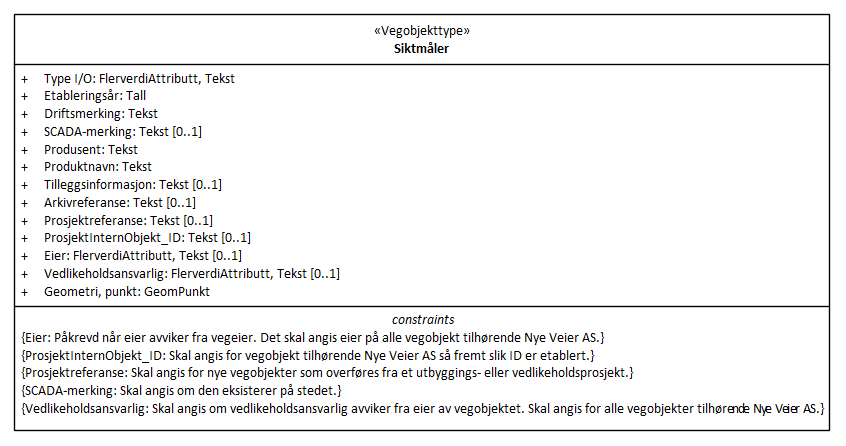 «Vegobjekttype»
Siktmåler
+ Type I/O: FlerverdiAttributt, Tekst
+ Etableringsår: Tall
+ Driftsmerking: Tekst
+ SCADA-merking: Tekst [0..1]
+ Produsent: Tekst
+ Produktnavn: Tekst
+ Tilleggsinformasjon: Tekst [0..1]
+ Arkivreferanse: Tekst [0..1]
+ Prosjektreferanse: Tekst [0..1]
+ ProsjektInternObjekt_ID: Tekst [0..1]
+ Eier: FlerverdiAttributt, Tekst [0..1]
+ Vedlikeholdsansvarlig: FlerverdiAttributt, Tekst [0..1]
+ Geometri, punkt: GeomPunkt
constraints
{Eier: Påkrevd når eier avviker fra vegeier. Det skal angis eier på alle vegobjekt tilhørende Nye Veier AS.}
{ProsjektInternObjekt_ID: Skal angis for vegobjekt tilhørende Nye Veier AS så fremt slik ID er etablert.}
{Prosjektreferanse: Skal angis for nye vegobjekter som overføres fra et utbyggings- eller vedlikeholdsprosjekt.}
{SCADA-merking: Skal angis om den eksisterer på stedet.}
{Vedlikeholdsansvarlig: Skal angis om vedlikeholdsansvarlig avviker fra eier av vegobjektet. Skal angis for alle vegobjekter tilhørende Nye Veier AS.}